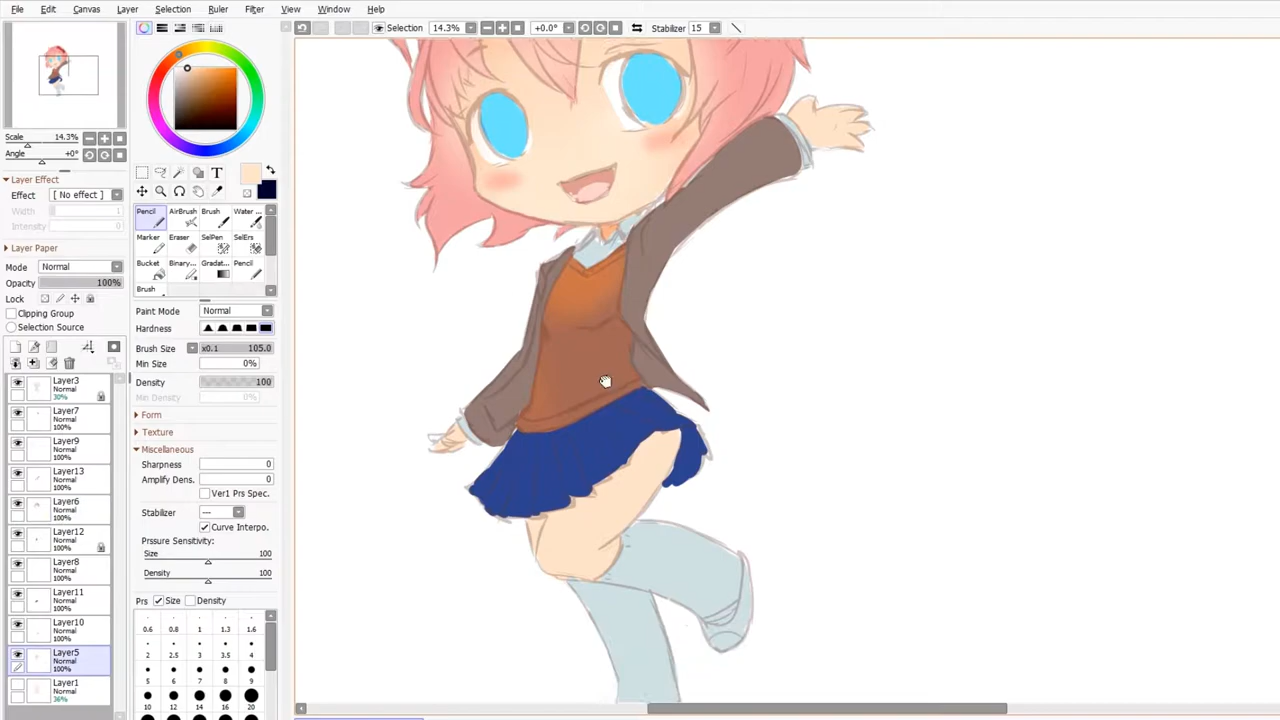 File Edit Canvas Layer Selection Ruler Filter View Window Help
Selection 14.3% +0.0° Stabilizer 15
Scale 14.3%
Angle +0°
Layer Effect
Effect [ No effect ]
Width 1
Intensity
Layer Paper
Mode Normal
Opacity 100%
Lock
Clipping Group
Selection Source
Layer3
Normal
30%
Layer7
Normal
100%
Layer9
Normal
100%
Layer13
Normal
100%
Layer6
Normal
100%
Layer12
Normal
100%
Layer8
Normal
100%
Layer11
Normal
100%
Layer10
Normal
100%
Layer5
Normal
100%
Layer1
Normal
36%
T
Pencil AirBrush Brush Water ...
Marker Eraser SelPen SelErs
Bucket Binary... Gradat... Pencil
Brush
Paint Mode Normal
Hardness
Brush Size x0.1 105.0
Min Size 0%
Density 100
Min Density 0%
Form
Texture
Miscellaneous
Sharpness 0
Amplify Dens. 0
Ver1 Prs Spec.
Stabilizer ---
Curve Interpo.
Prssure Sensitivity:
Size 100
Density 100
Prs Size Density
0.6 0.8 1 1.3 1.6
2 2.5 3 3.5 4
5 6 7 8 9
10 12 14 16 20